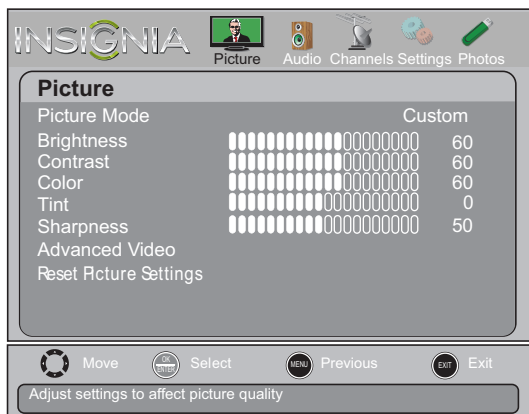 INSIGNIA
Picture Audio Channels Settings Photos
Picture
Picture Mode Custom
Brightness 60
Contrast 60
Color 60
Tint 0
Sharpness 50
Advanced Video
Reset Picture Settings
Move OK ENTER Select MENU Previous EXIT Exit
Adjust settings to affect picture quality